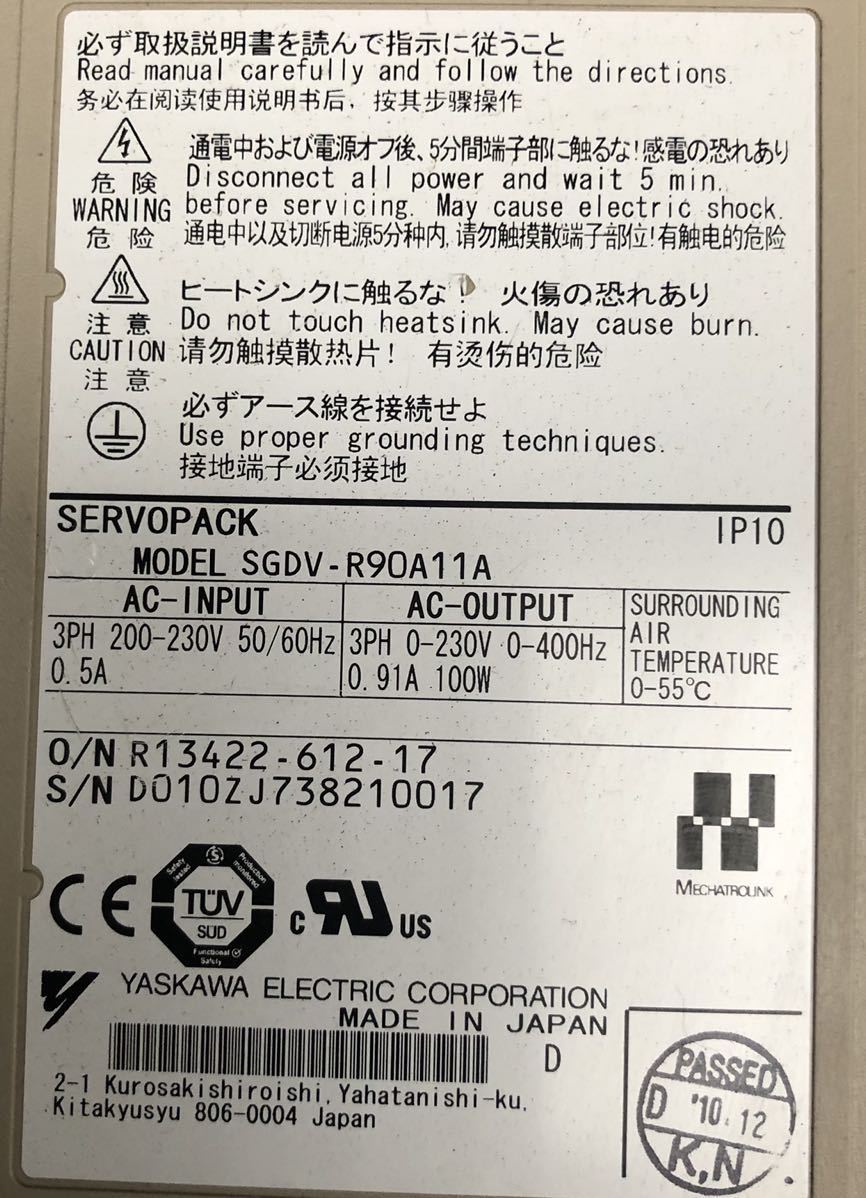 必ず取扱説明書を読んで指示に従うこと
Read manual carefully and follow the directions.
务必在阅读使用说明书后，按其步骤操作
危 険
WARNING
危 险
通電中および電源オフ後、5分間端子部に触るな！感電の恐れあり
Disconnect all power and wait 5 min.
before servicing. May cause electric shock.
通电中以及切断电源5分种内，请勿触摸散端子部位！有触电的危险
注 意
CAUTION
注 意
ヒートシンクに触るな！ 火傷の恐れあり
Do not touch heatsink. May cause burn.
请勿触摸散热片！ 有烫伤的危险
必ずアース線を接続せよ
Use proper grounding techniques.
接地端子必须接地
SERVOPACK
IP10
MODEL SGDV-R90A11A
AC-INPUT
3PH 200-230V 50/60Hz
0.5A
AC-OUTPUT
3PH 0-230V 0-400Hz
0.91A 100W
SURROUNDING
AIR
TEMPERATURE
0-55℃
O/N R13422-612-17
S/N D010ZJ738210017
MECHATROLINK
CE
Safety tested
Production monitored
TÜV
SÜD
Functional Safety
c RU US
YASKAWA ELECTRIC CORPORATION
MADE IN JAPAN
D
2-1 Kurosakishiroishi, Yahatanishi-ku,
Kitakyusyu 806-0004 Japan
PASSED
D '10.12
K.N